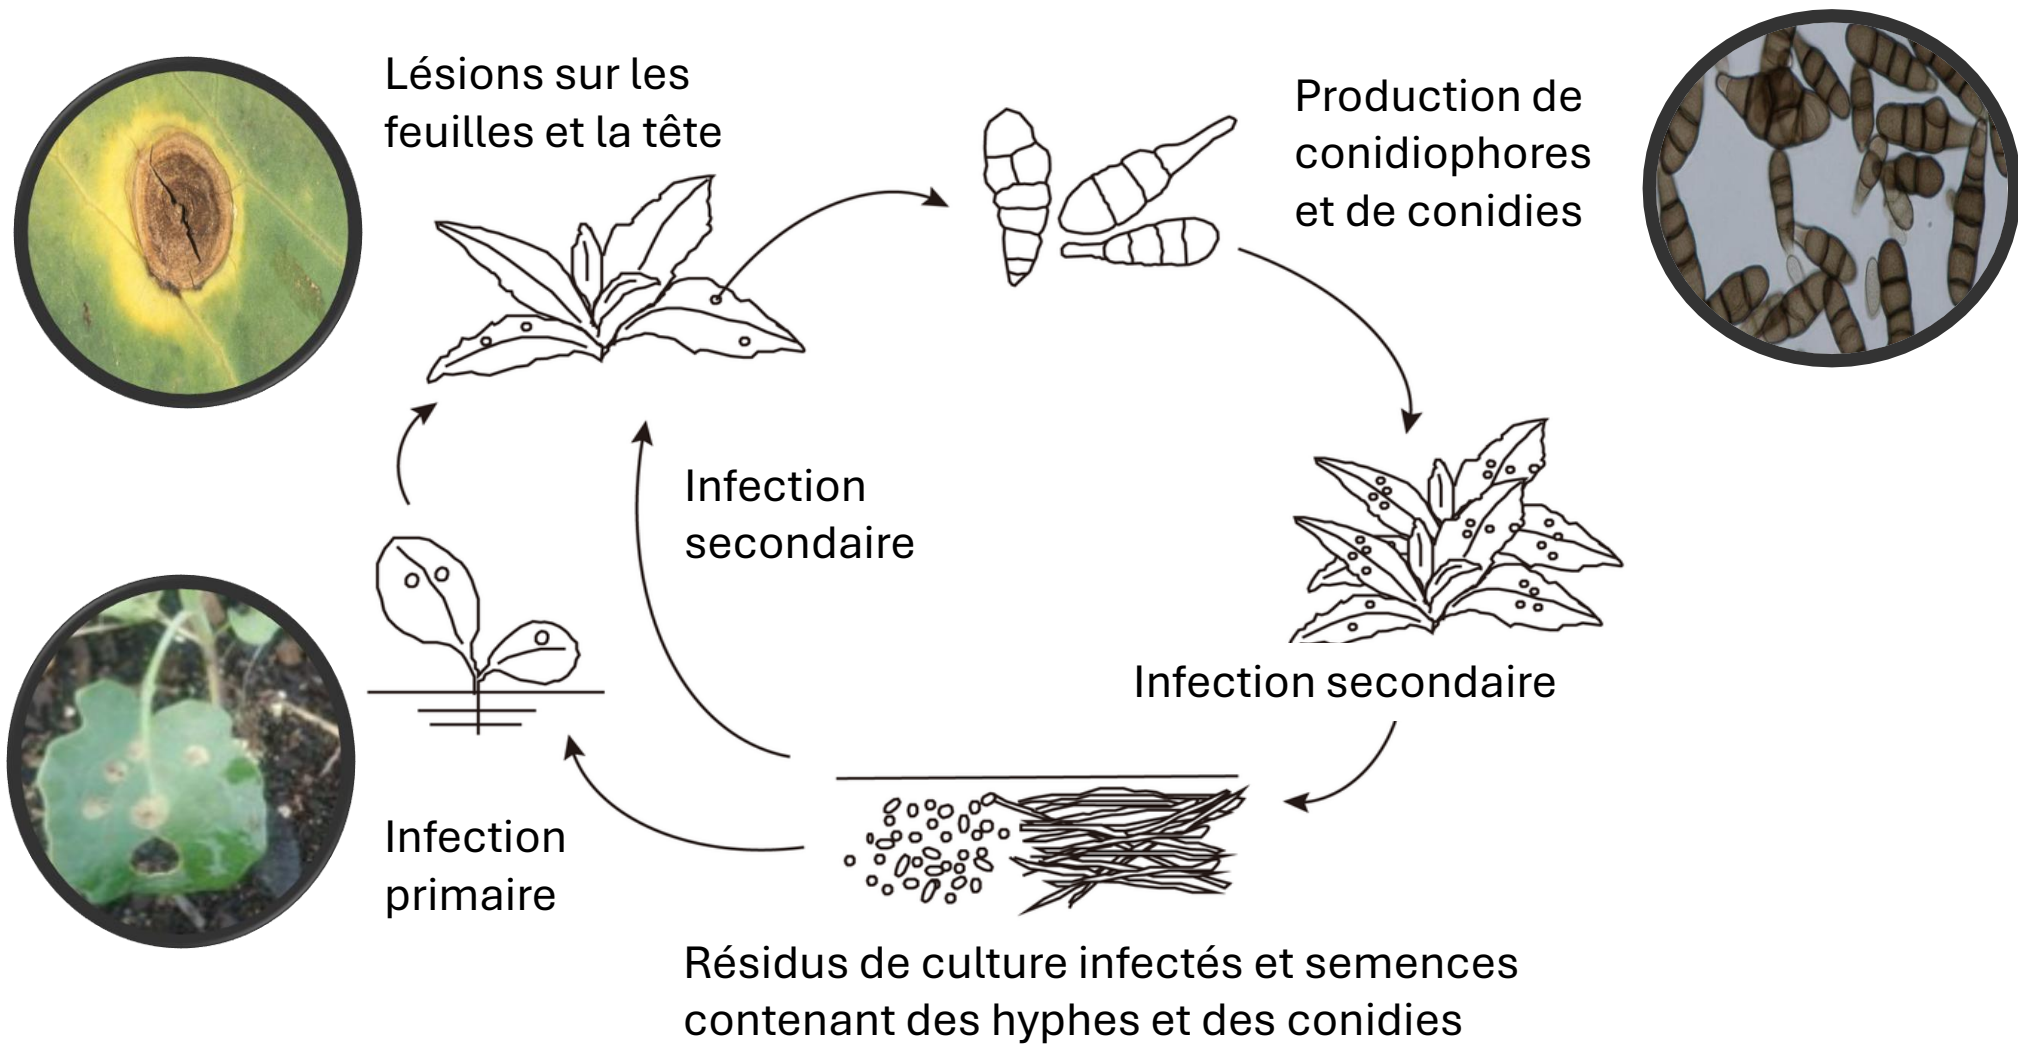 Lésions sur les
feuilles et la tête
Production de
conidiophores
et de conidies
Infection
secondaire
Infection secondaire
Infection
primaire
Résidus de culture infectés et semences
contenant des hyphes et des conidies